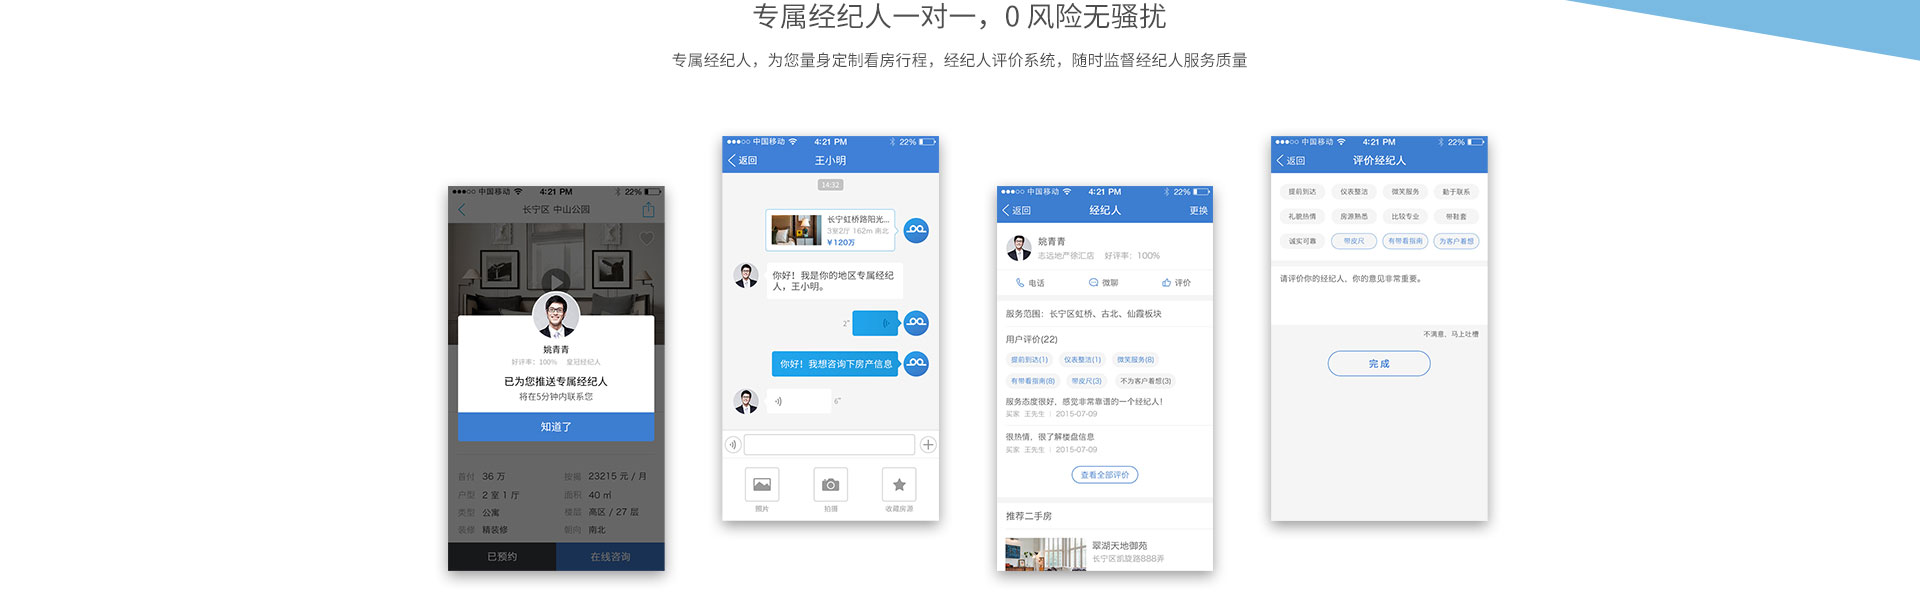 专属经纪人一对一，0 风险无骚扰
专属经纪人，为您量身定制看房行程，经纪人评价系统，随时监督经纪人服务质量
中国移动 4:21 PM 22%
长宁区 中山公园
姚青青
好评率：100% 皇冠经纪人
已为您推送专属经纪人
将在5分钟内联系您
知道了
首付 36 万 按揭 23215 元 / 月
户型 2 室 1 厅 面积 40 ㎡
类型 公寓 楼层 高区 / 27 层
装修 精装修 朝向 南北
已预约 在线咨询
中国移动 4:21 PM 22%
返回 王小明
14:32
长宁虹桥路阳光...
3室2厅 162m 南北
¥120万
你好！我是你的地区专属经纪
人，王小明。
2"
你好！我想咨询下房产信息
6"
照片 拍摄 收藏房源
中国移动 4:21 PM 22%
返回 经纪人 更换
姚青青
志远地产徐汇店 好评率：100%
电话 微聊 评价
服务范围：长宁区虹桥、古北、仙霞板块
用户评价(22)
提前到达(1) 仪表整洁(1) 微笑服务(8)
有带看指南(8) 带皮尺(3) 不为客户着想(3)
服务态度很好，感觉非常靠谱的一个经纪人！
买家 王先生 | 2015-07-09
很热情，很了解楼盘信息
买家 王先生 | 2015-07-09
查看全部评价
推荐二手房
翠湖天地御苑
长宁区凯旋路888弄
中国移动 4:21 PM 22%
返回 评价经纪人
提前到达 仪表整洁 微笑服务 勤于联系
礼貌热情 房源熟悉 比较专业 带鞋套
诚实可靠 带皮尺 有带看指南 为客户着想
请评价你的经纪人，你的意见非常重要。
不满意，马上吐槽
完成